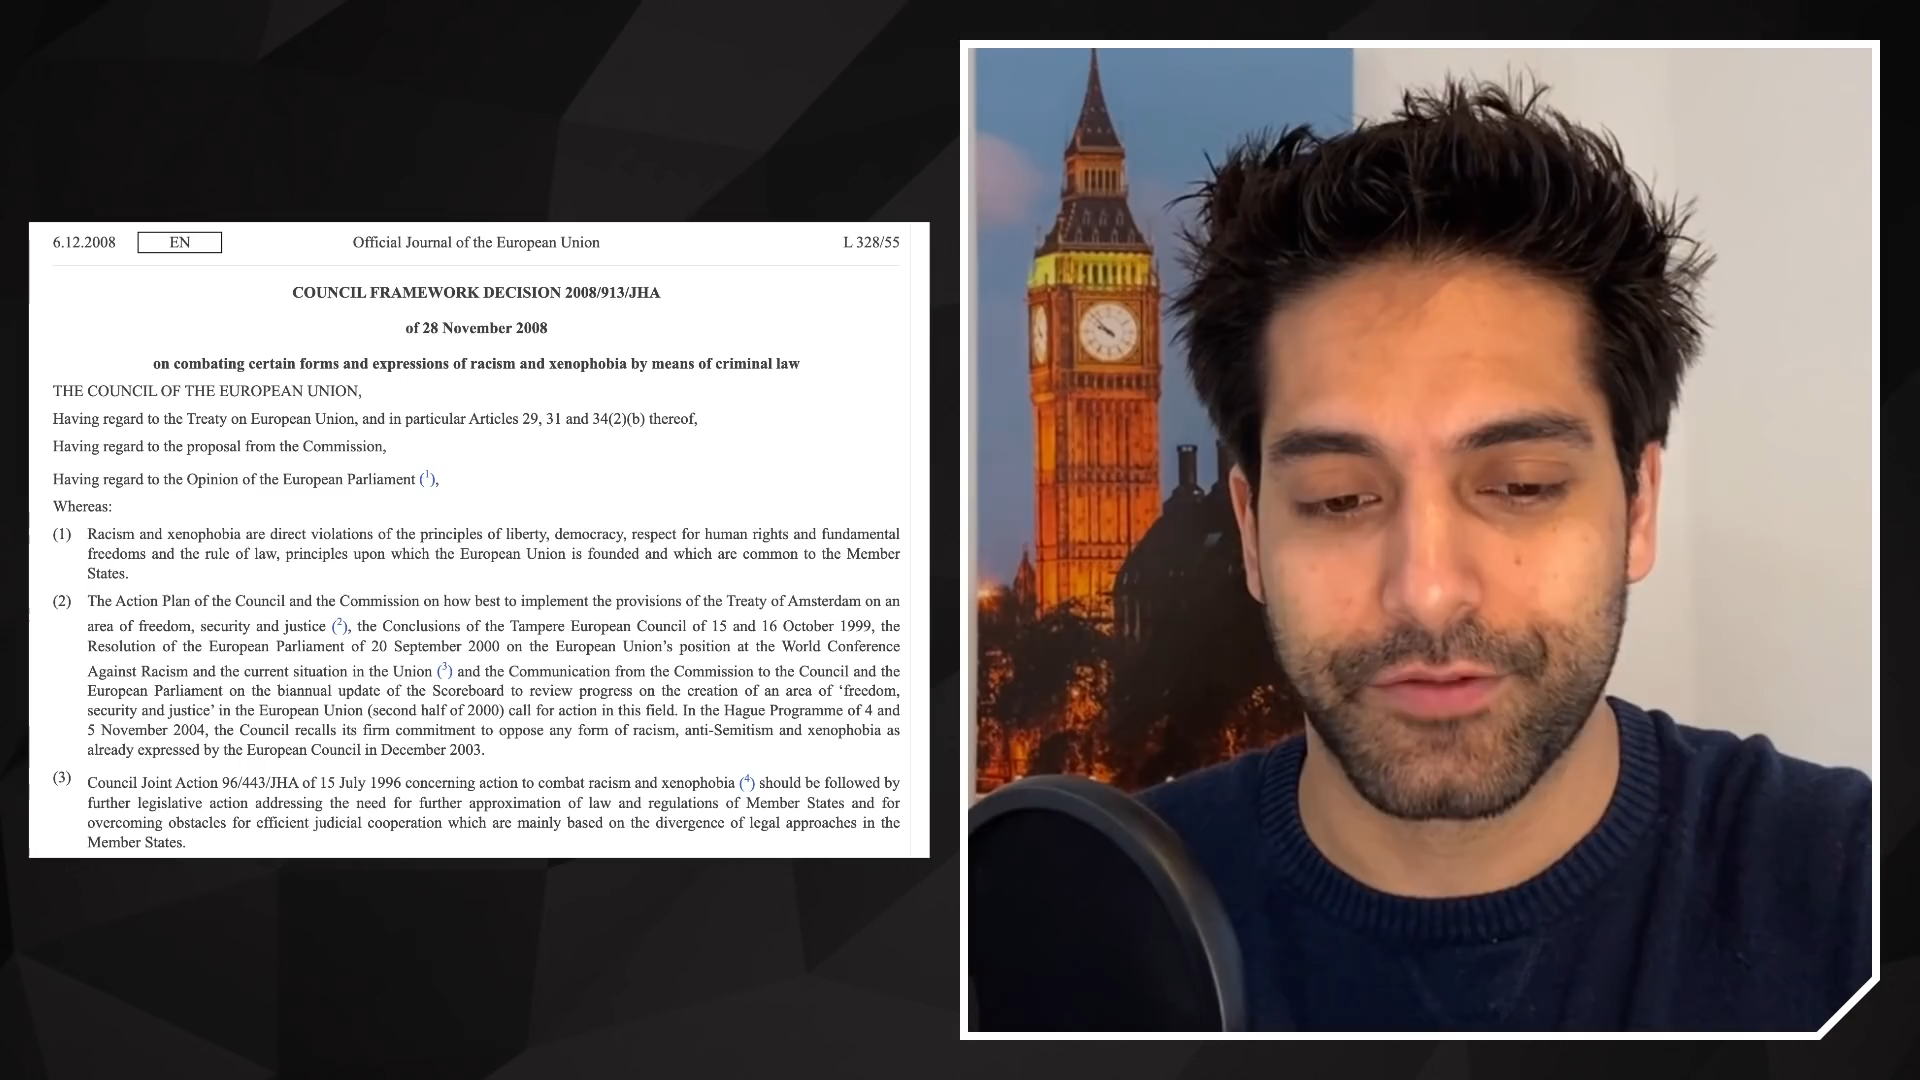 6.12.2008 EN Official Journal of the European Union L 328/55
COUNCIL FRAMEWORK DECISION 2008/913/JHA
of 28 November 2008
on combating certain forms and expressions of racism and xenophobia by means of criminal law
THE COUNCIL OF THE EUROPEAN UNION,
Having regard to the Treaty on European Union, and in particular Articles 29, 31 and 34(2)(b) thereof,
Having regard to the proposal from the Commission,
Having regard to the Opinion of the European Parliament (1),
Whereas:
(1) Racism and xenophobia are direct violations of the principles of liberty, democracy, respect for human rights and fundamental
freedoms and the rule of law, principles upon which the European Union is founded and which are common to the Member
States.
(2) The Action Plan of the Council and the Commission on how best to implement the provisions of the Treaty of Amsterdam on an
area of freedom, security and justice (2), the Conclusions of the Tampere European Council of 15 and 16 October 1999, the
Resolution of the European Parliament of 20 September 2000 on the European Union’s position at the World Conference
Against Racism and the current situation in the Union (3) and the Communication from the Commission to the Council and the
European Parliament on the biannual update of the Scoreboard to review progress on the creation of an area of ‘freedom,
security and justice’ in the European Union (second half of 2000) call for action in this field. In the Hague Programme of 4 and
5 November 2004, the Council recalls its firm commitment to oppose any form of racism, anti-Semitism and xenophobia as
already expressed by the European Council in December 2003.
(3) Council Joint Action 96/443/JHA of 15 July 1996 concerning action to combat racism and xenophobia (4) should be followed by
further legislative action addressing the need for further approximation of law and regulations of Member States and for
overcoming obstacles for efficient judicial cooperation which are mainly based on the divergence of legal approaches in the
Member States.